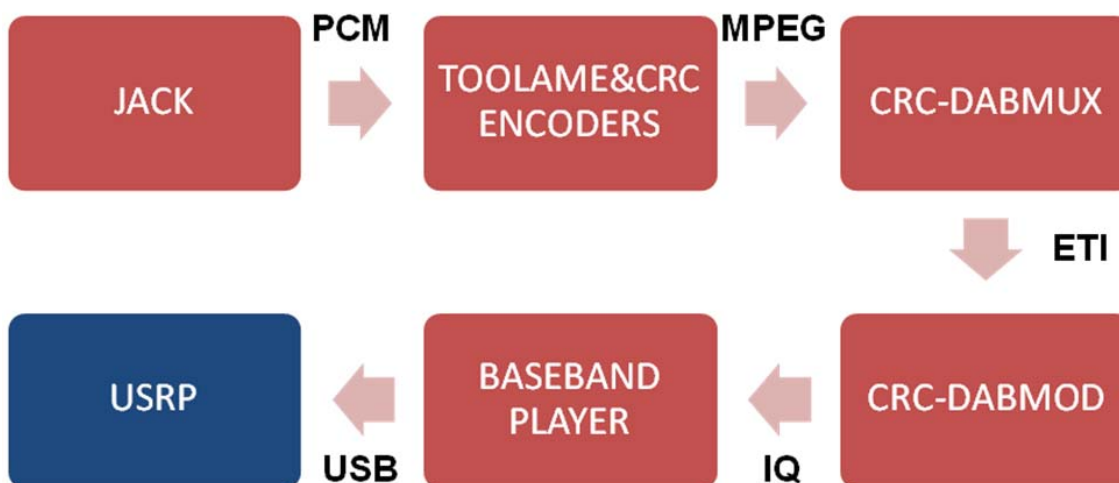 PCM
MPEG
JACK
TOOLAME&CRC
ENCODERS
CRC-DABMUX
ETI
USRP
BASEBAND
PLAYER
CRC-DABMOD
USB
IQ